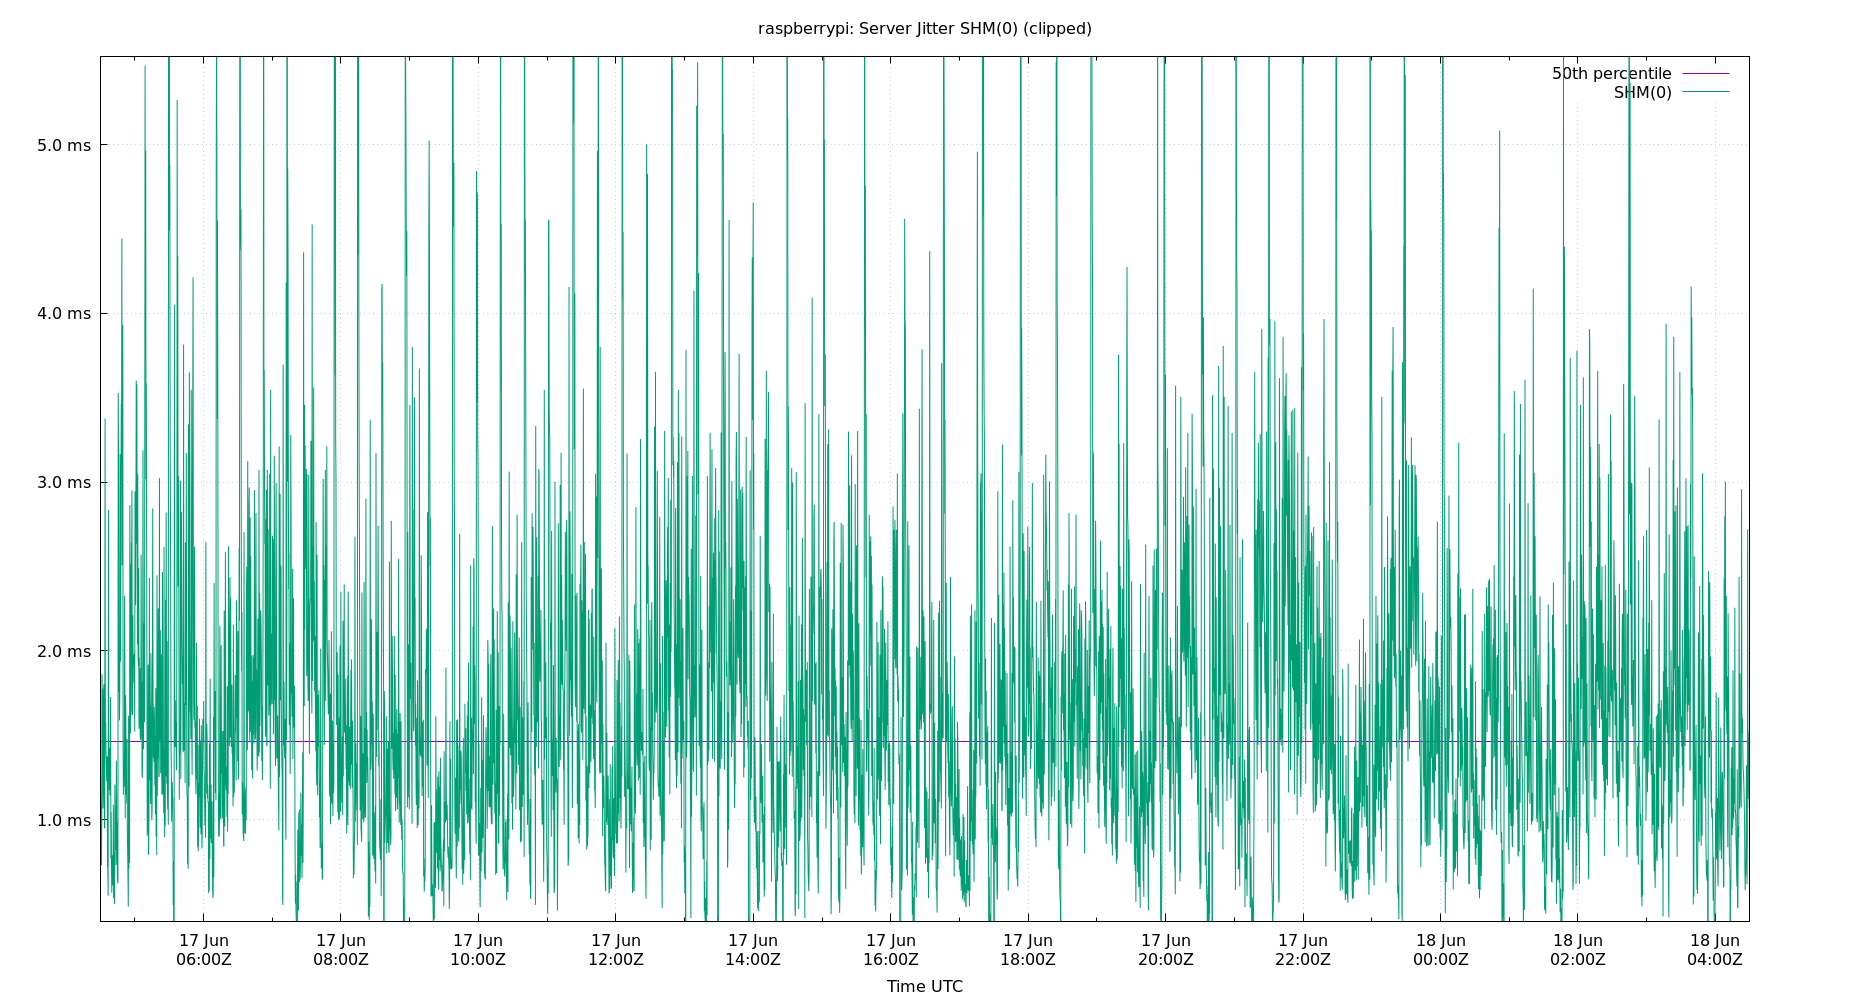 raspberrypi: Server Jitter SHM(0) (clipped)
50th percentile
SHM(0)
5.0 ms
4.0 ms
3.0 ms
2.0 ms
1.0 ms
17 Jun 17 Jun 17 Jun 17 Jun 17 Jun 17 Jun 17 Jun 17 Jun 17 Jun 18 Jun 18 Jun 18 Jun
06:00Z 08:00Z 10:00Z 12:00Z 14:00Z 16:00Z 18:00Z 20:00Z 22:00Z 00:00Z 02:00Z 04:00Z
Time UTC